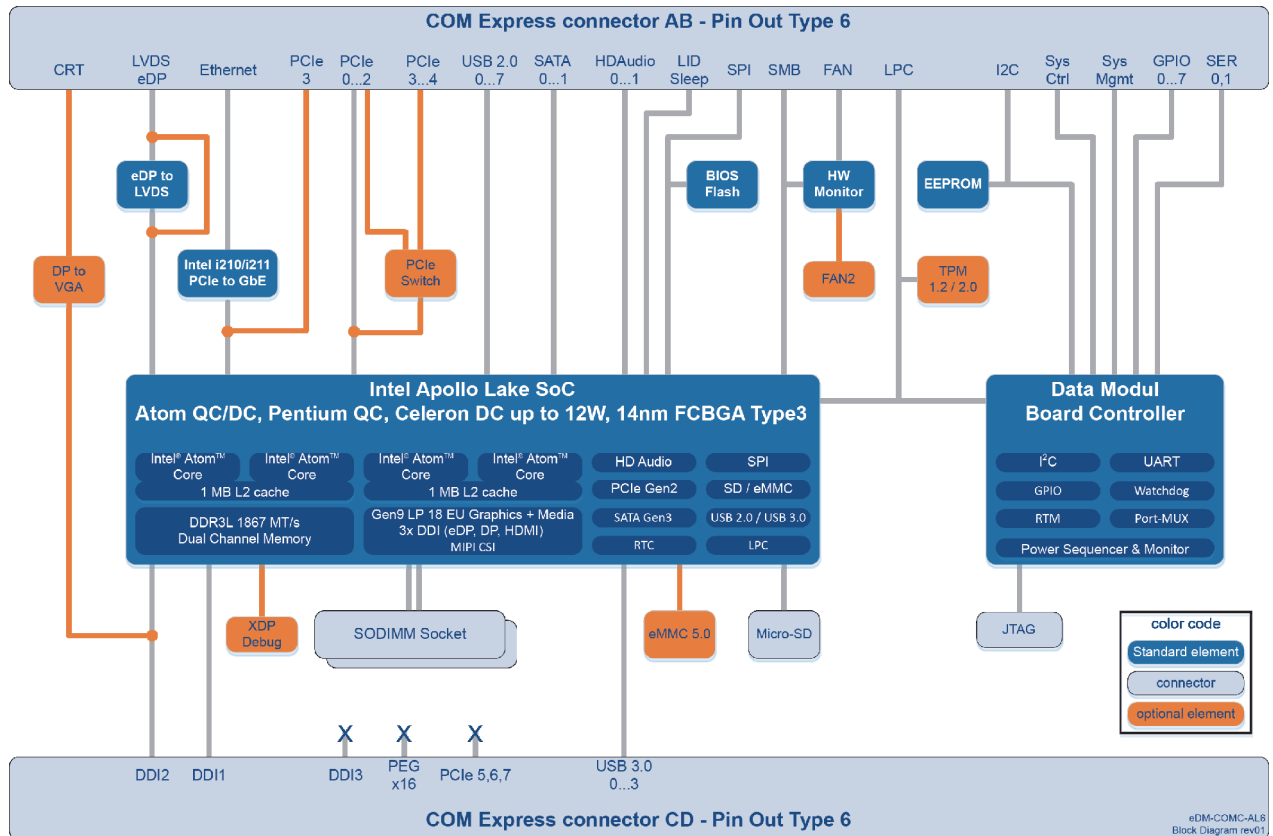 COM Express connector AB - Pin Out Type 6
CRT
LVDS
eDP
Ethernet
PCIe
3
PCIe
0...2
PCIe
3...4
USB 2.0
0...7
SATA
0...1
HDAudio
0...1
LID
Sleep
SPI
SMB
FAN
LPC
I2C
Sys
Ctrl
Sys
Mgmt
GPIO
0...7
SER
0,1
eDP to
LVDS
BIOS
Flash
HW
Monitor
EEPROM
DP to
VGA
Intel i210/i211
PCIe to GbE
PCIe
Switch
FAN2
TPM
1.2 / 2.0
Intel Apollo Lake SoC
Atom QC/DC, Pentium QC, Celeron DC up to 12W, 14nm FCBGA Type3
Intel® Atom™
Core
Intel® Atom™
Core
Intel® Atom™
Core
Intel® Atom™
Core
1 MB L2 cache
1 MB L2 cache
DDR3L 1867 MT/s
Dual Channel Memory
Gen9 LP 18 EU Graphics + Media
3x DDI (eDP, DP, HDMI)
MIPI CSI
HD Audio
SPI
PCIe Gen2
SD / eMMC
SATA Gen3
USB 2.0 / USB 3.0
RTC
LPC
Data Modul
Board Controller
I²C
UART
GPIO
Watchdog
RTM
Port-MUX
Power Sequencer & Monitor
XDP
Debug
SODIMM Socket
eMMC 5.0
Micro-SD
JTAG
color code
Standard element
connector
optional element
X
X
X
DDI2
DDI1
DDI3
PEG
x16
PCIe 5,6,7
USB 3.0
0...3
COM Express connector CD - Pin Out Type 6
eDM-COMC-AL6
Block Diagram rev01